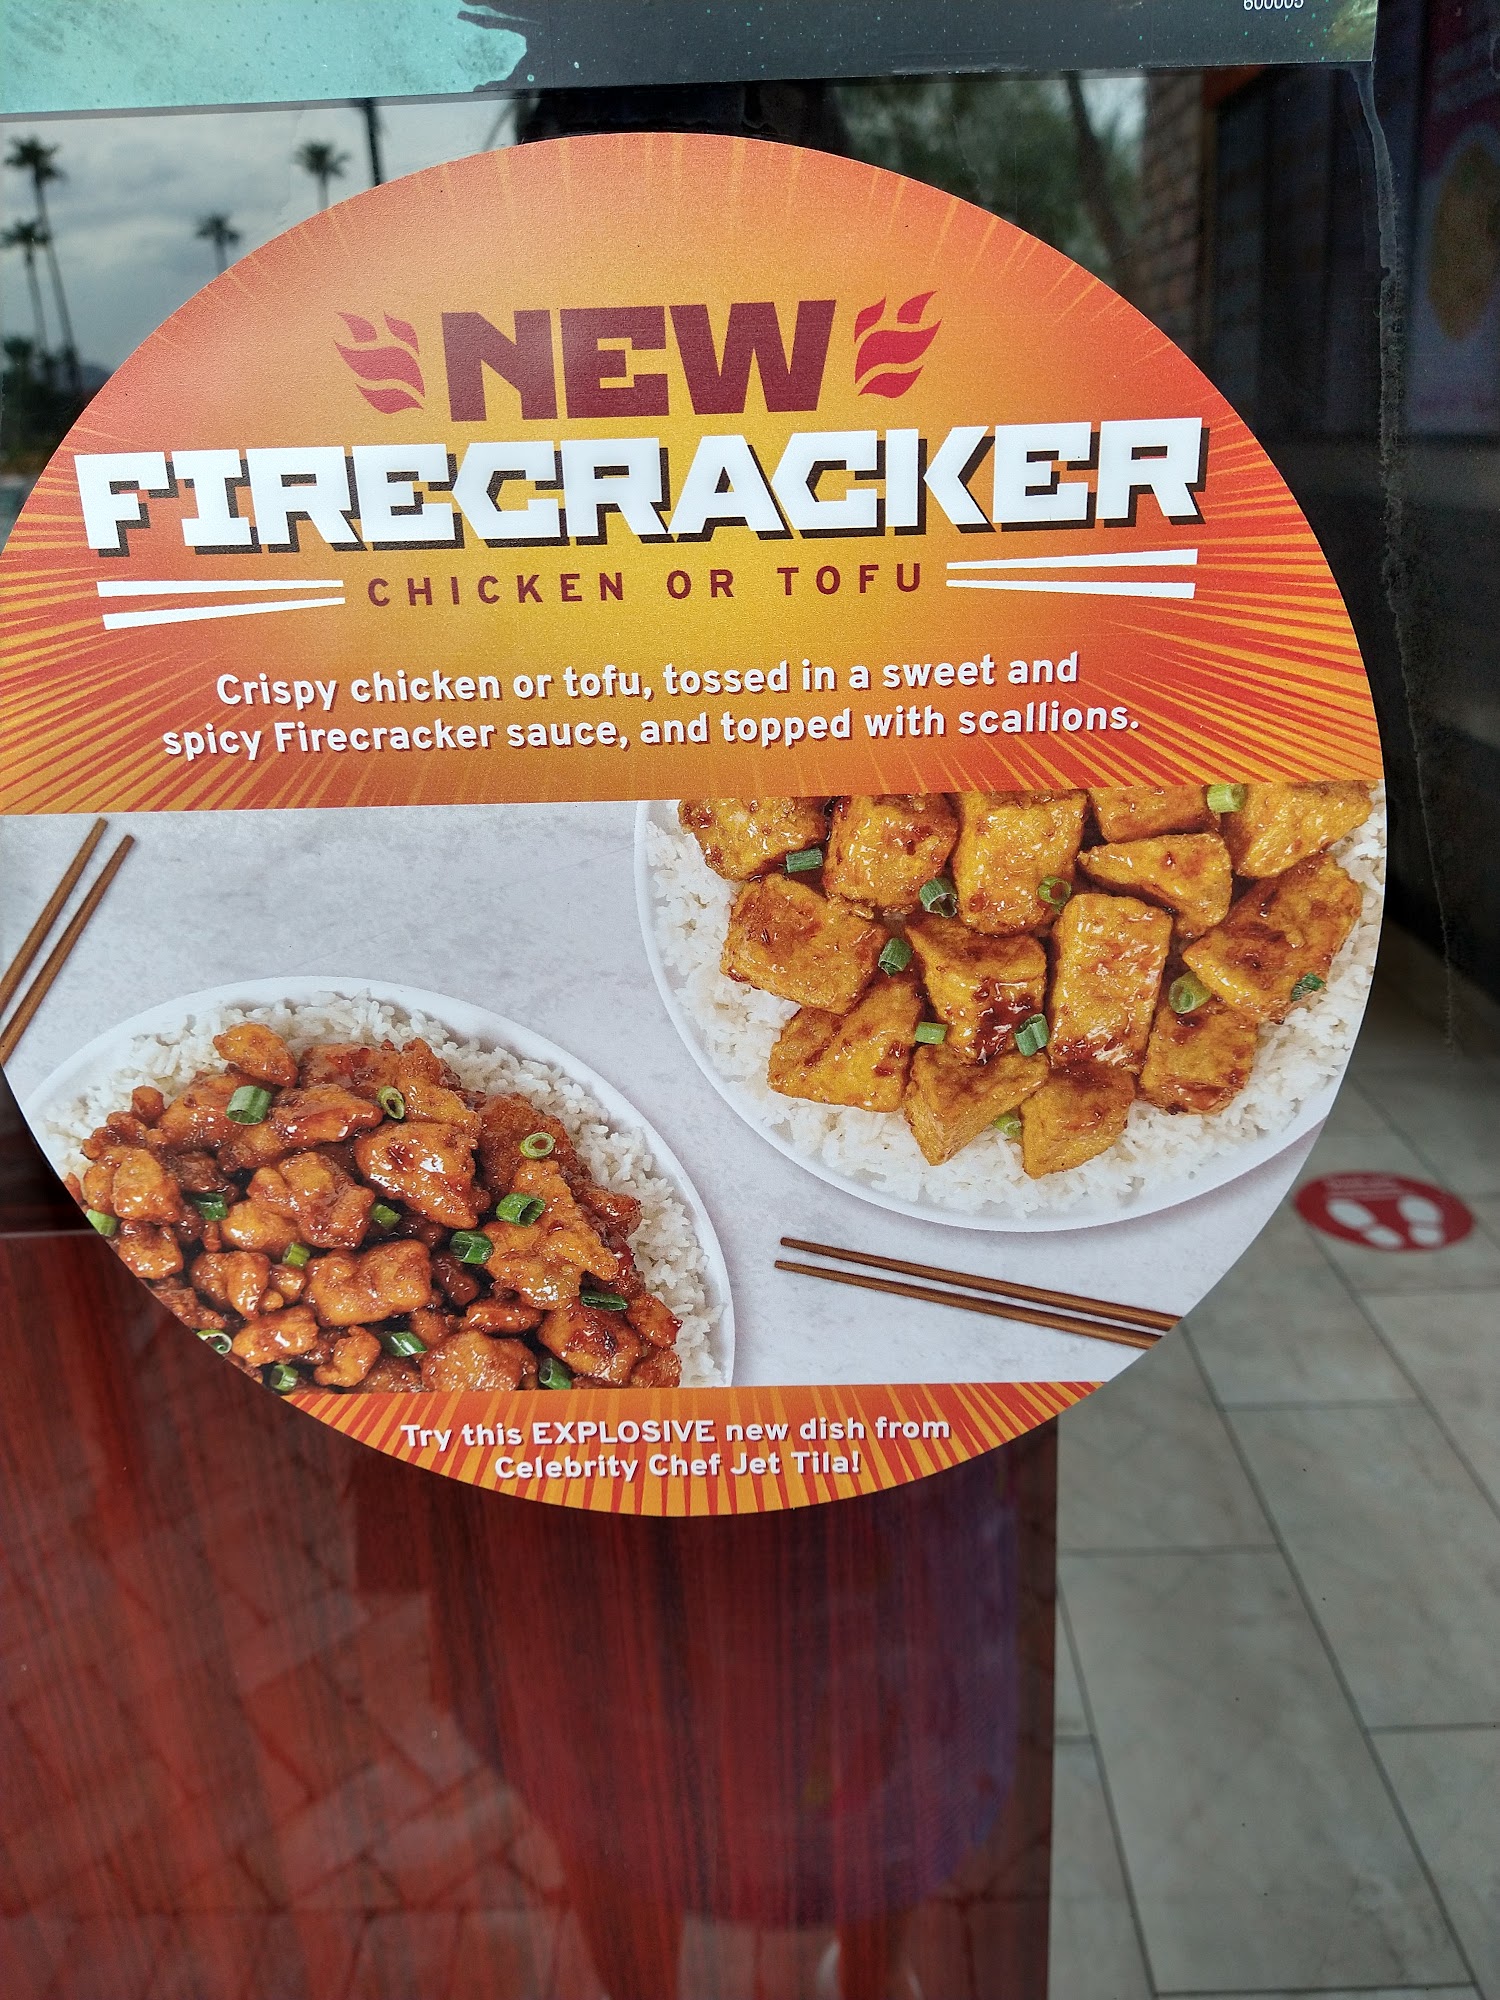 600005
NEW
FIRECRACKER
CHICKEN OR TOFU
Crispy chicken or tofu, tossed in a sweet and
spicy Firecracker sauce, and topped with scallions.
Try this EXPLOSIVE new dish from
Celebrity Chef Jet Tila!